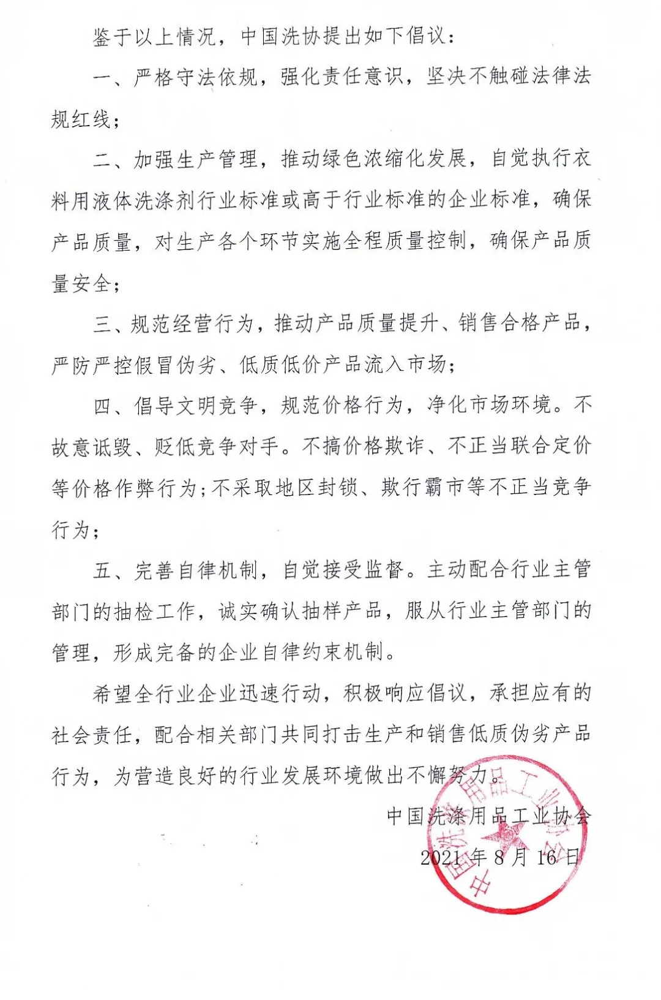 鉴于以上情况，中国洗协提出如下倡议：
一、严格守法依规，强化责任意识，坚决不触碰法律法
规红线；
二、加强生产管理，推动绿色浓缩化发展，自觉执行衣
料用液体洗涤剂行业标准或高于行业标准的企业标准，确保
产品质量，对生产各个环节实施全程质量控制，确保产品质
量安全；
三、规范经营行为，推动产品质量提升、销售合格产品，
严防严控假冒伪劣、低质低价产品流入市场；
四、倡导文明竞争，规范价格行为，净化市场环境。不
故意诋毁、贬低竞争对手。不搞价格欺诈、不正当联合定价
等价格作弊行为;不采取地区封锁、欺行霸市等不正当竞争
行为；
五、完善自律机制，自觉接受监督。主动配合行业主管
部门的抽检工作，诚实确认抽样产品，服从行业主管部门的
管理，形成完备的企业自律约束机制。
希望全行业企业迅速行动，积极响应倡议，承担应有的
社会责任，配合相关部门共同打击生产和销售低质伪劣产品
行为，为营造良好的行业发展环境做出不懈努力。
中国洗涤用品工业协会
2021年8月16日
中国洗涤用品工业协会